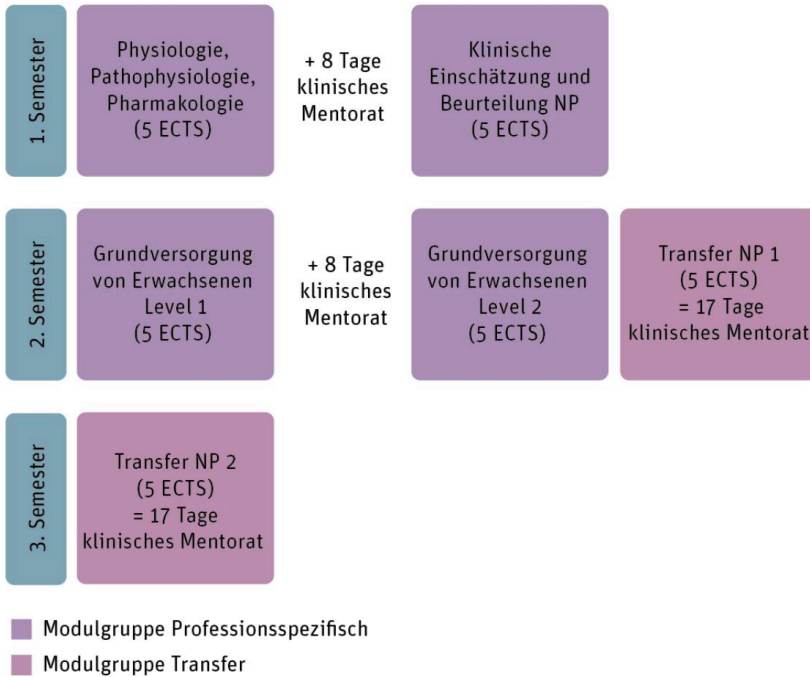 1. Semester
Physiologie,
Pathophysiologie,
Pharmakologie
(5 ECTS)
+ 8 Tage
klinisches
Mentorat
Klinische
Einschätzung und
Beurteilung NP
(5 ECTS)
2. Semester
Grundversorgung
von Erwachsenen
Level 1
(5 ECTS)
+ 8 Tage
klinisches
Mentorat
Grundversorgung
von Erwachsenen
Level 2
(5 ECTS)
Transfer NP 1
(5 ECTS)
= 17 Tage
klinisches Mentorat
3. Semester
Transfer NP 2
(5 ECTS)
= 17 Tage
klinisches Mentorat
Modulgruppe Professionsspezifisch
Modulgruppe Transfer